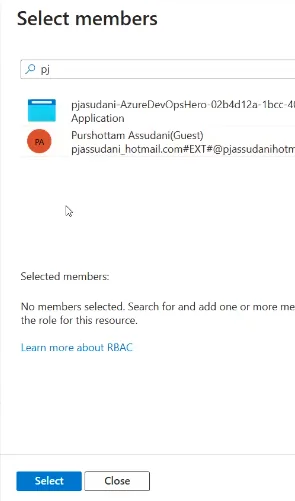 Select members
pj
pjasudani-AzureDevOpsHero-02b4d12a-1bcc-40
Application
PA
Purshottam Assudani(Guest)
pjassudani_hotmail.com#EXT#@pjassudanihotm
Selected members:
No members selected. Search for and add one or more me
the role for this resource.
Learn more about RBAC
Select
Close